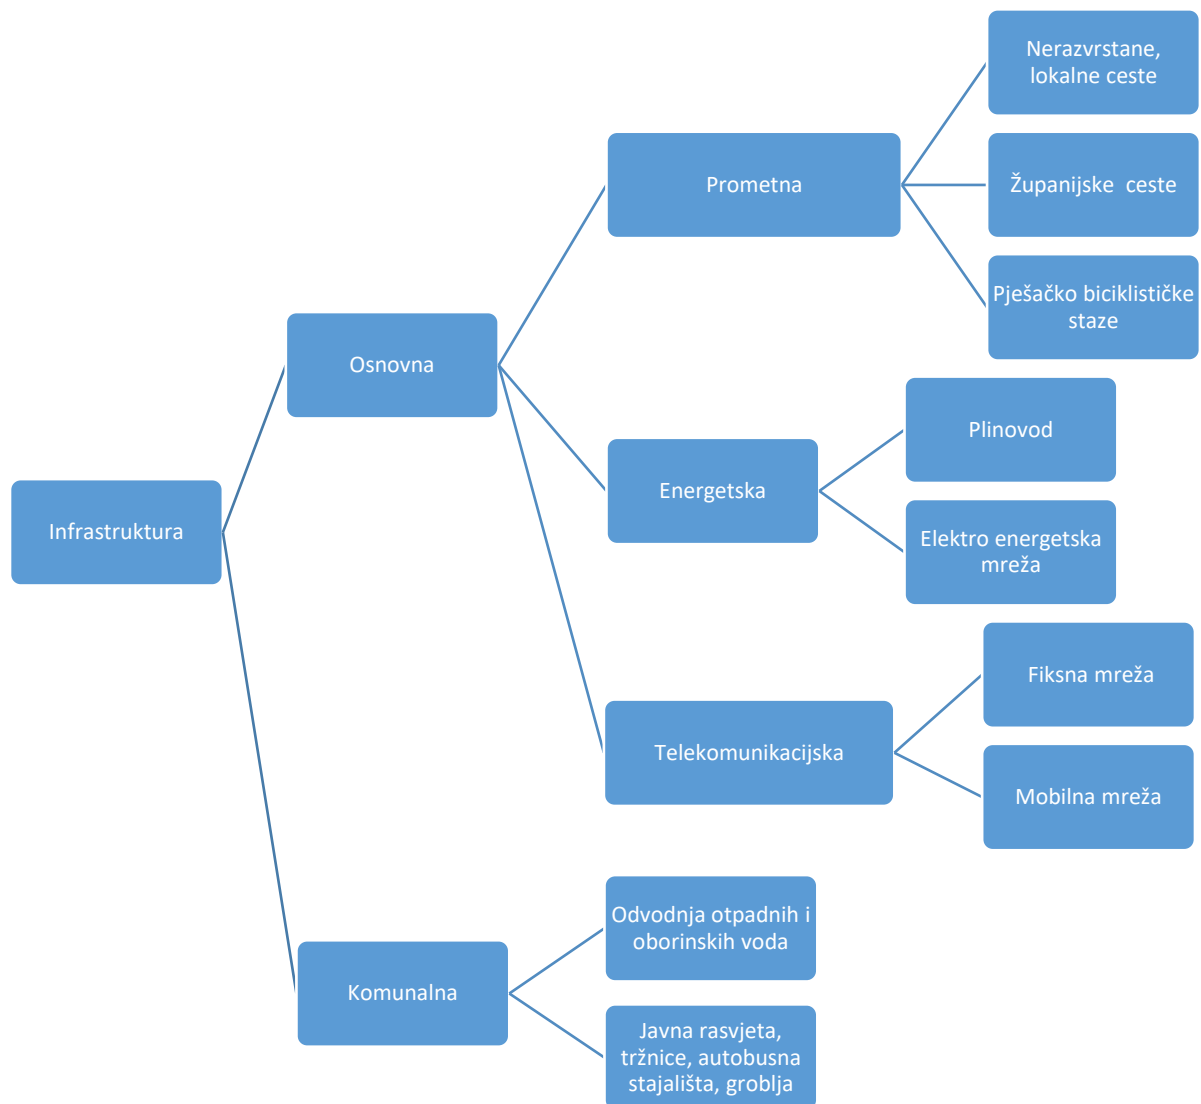 Infrastruktura
Osnovna
Prometna
Nerazvrstane,
lokalne ceste
Županijske  ceste
Pješačko biciklističke
staze
Energetska
Plinovod
Elektro energetska
mreža
Telekomunikacijska
Fiksna mreža
Mobilna mreža
Komunalna
Odvodnja otpadnih i
oborinskih voda
Javna rasvjeta,
tržnice, autobusna
stajališta, groblja